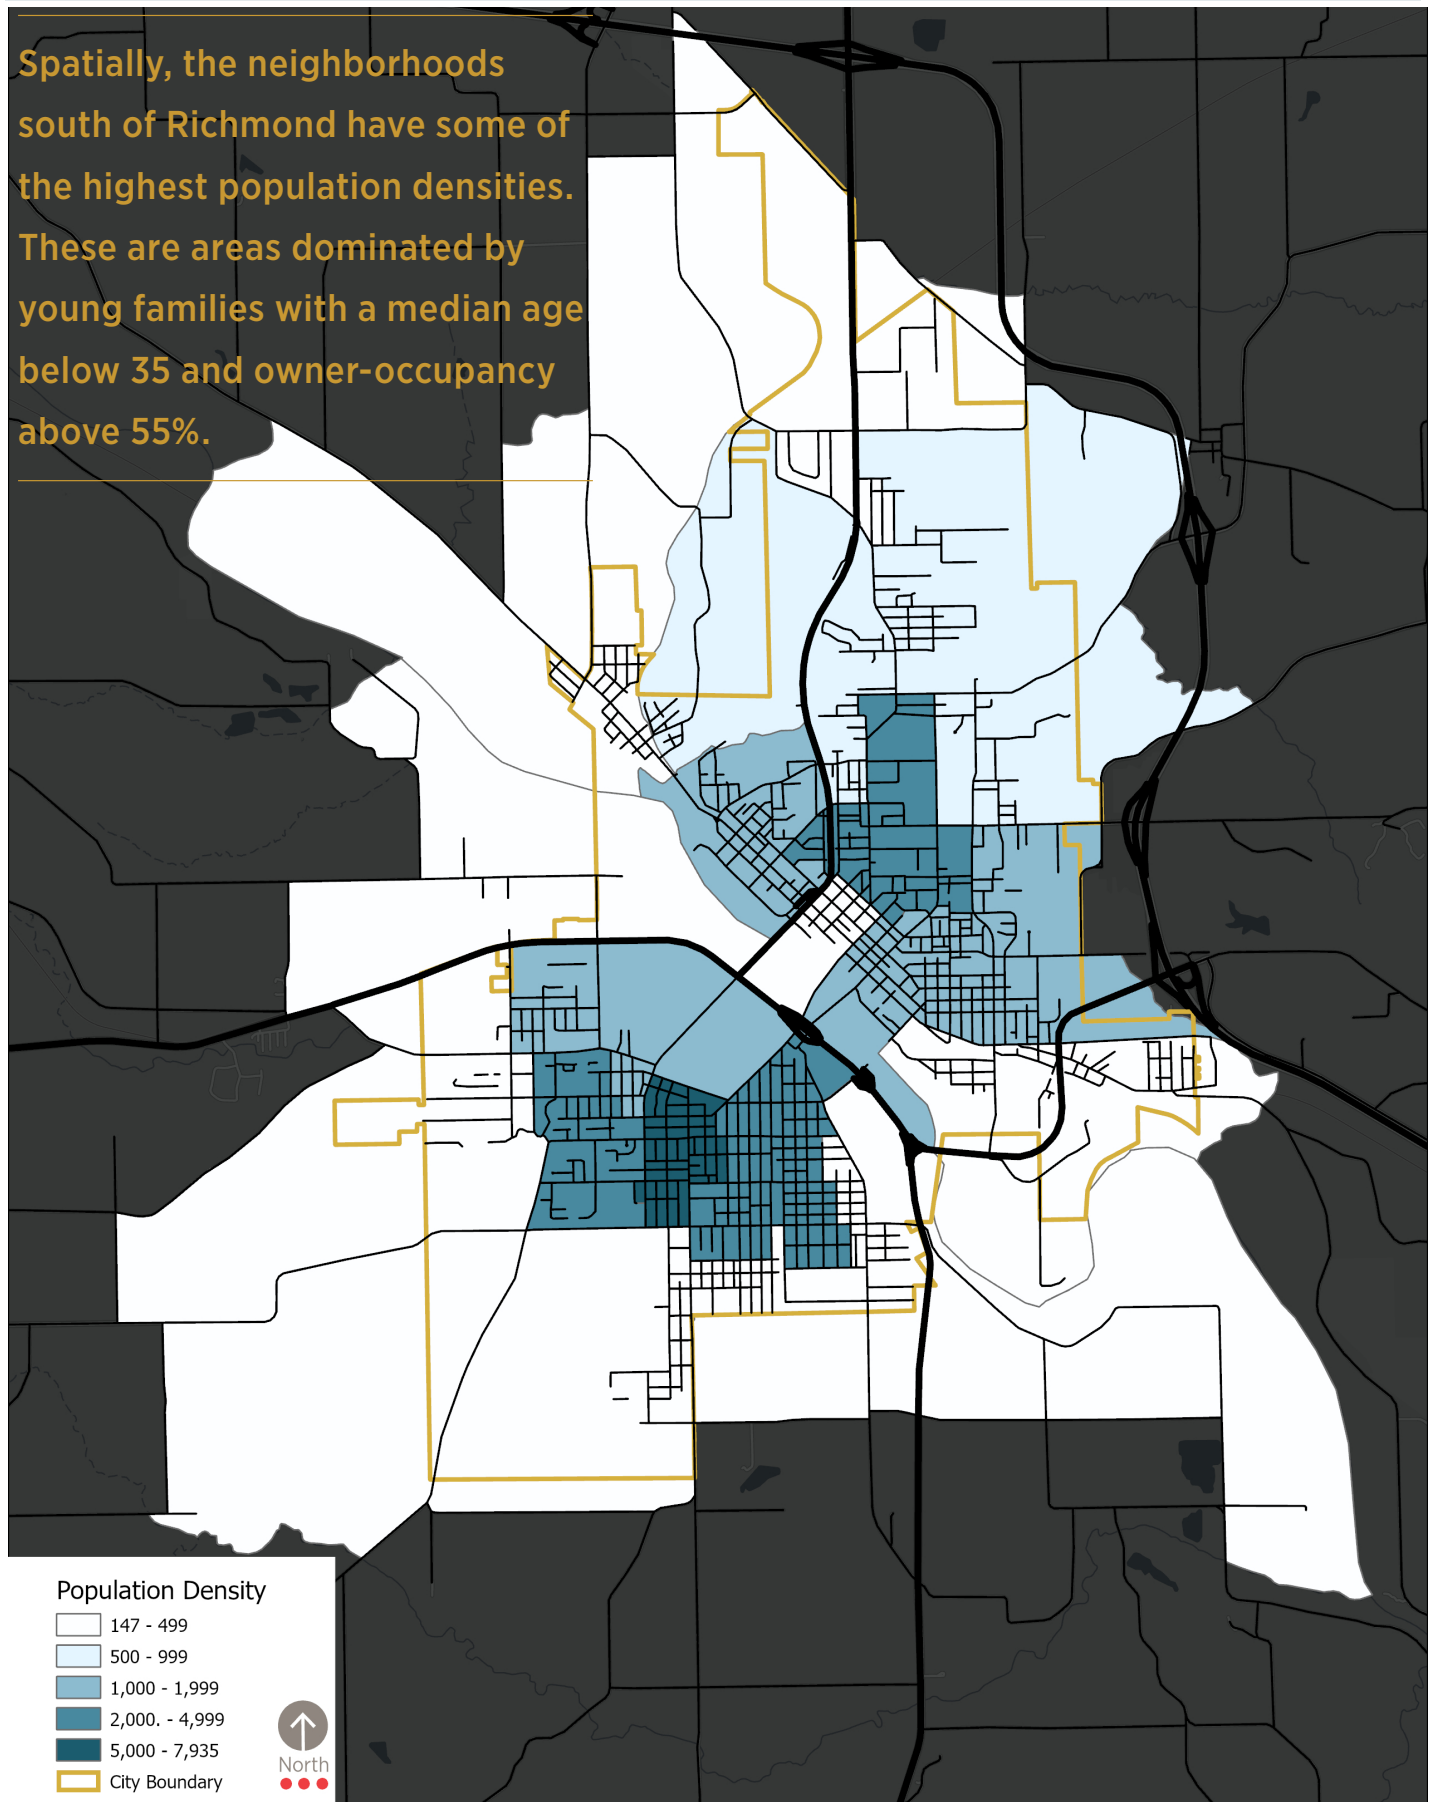 Spatially, the neighborhoods
south of Richmond have some of
the highest population densities.
These are areas dominated by
young families with a median age
below 35 and owner-occupancy
above 55%.
Population Density
147 - 499
500 - 999
1,000 - 1,999
2,000. - 4,999
5,000 - 7,935
City Boundary
North